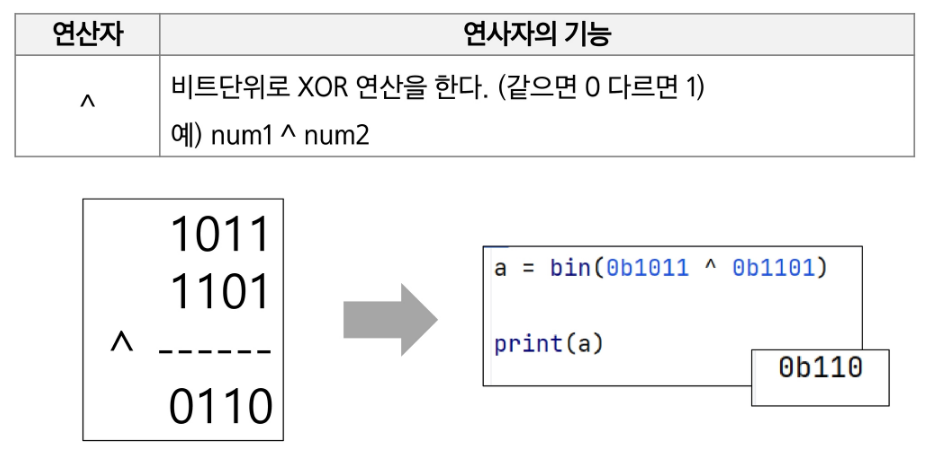 연산자 연사자의 기능
^ 비트단위로 XOR 연산을 한다. (같으면 0 다르면 1)
예) num1 ^ num2
1011
1101
^ ------
0110
a = bin(0b1011 ^ 0b1101)
print(a)
0b110